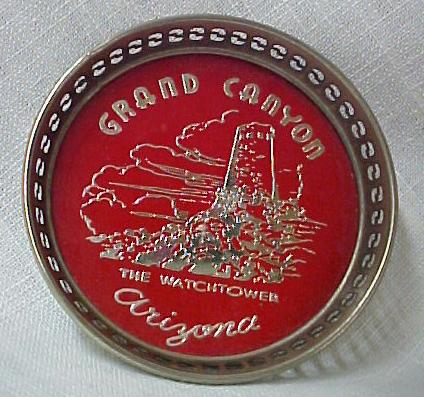 GRAND CANYON
THE WATCHTOWER
Arizona